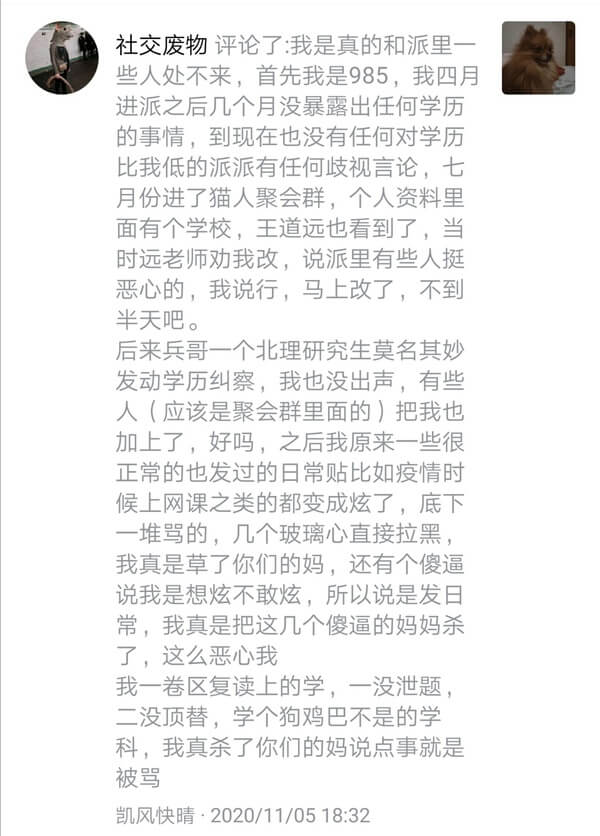 社交废物 评论了:我是真的和派里一
些人处不来，首先我是985，我四月
进派之后几个月没暴露出任何学历
的事情，到现在也没有任何对学历
比我低的派派有任何歧视言论，七
月份进了猫人聚会群，个人资料里
面有个学校，王道远也看到了，当
时远老师劝我改，说派里有些人挺
恶心的，我说行，马上改了，不到
半天吧。
后来兵哥一个北理研究生莫名其妙
发动学历纠察，我也没出声，有些
人（应该是聚会群里面的）把我也
加上了，好吗，之后我原来一些很
正常的也发过的日常贴比如疫情时
候上网课之类的都变成炫了，底下
一堆骂的，几个玻璃心直接拉黑，
我真是草了你们的妈，还有个傻逼
说我是想炫不敢炫，所以说是发日
常，我真是把这几个傻逼的妈妈杀
了，这么恶心我
我一卷区复读上的学，一没泄题，
二没顶替，学个狗鸡巴不是的学
科，我真杀了你们的妈说点事就是
被骂
凯风快晴 · 2020/11/05 18:32